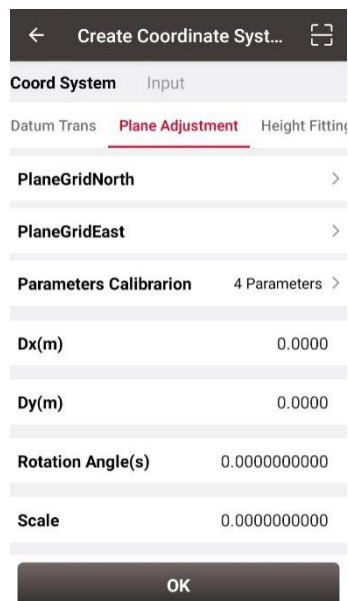 Create Coordinate Syst...
Coord System Input
Datum Trans Plane Adjustment Height Fitting
PlaneGridNorth
PlaneGridEast
Parameters Calibrarion 4 Parameters
Dx(m) 0.0000
Dy(m) 0.0000
Rotation Angle(s) 0.0000000000
Scale 0.0000000000
OK